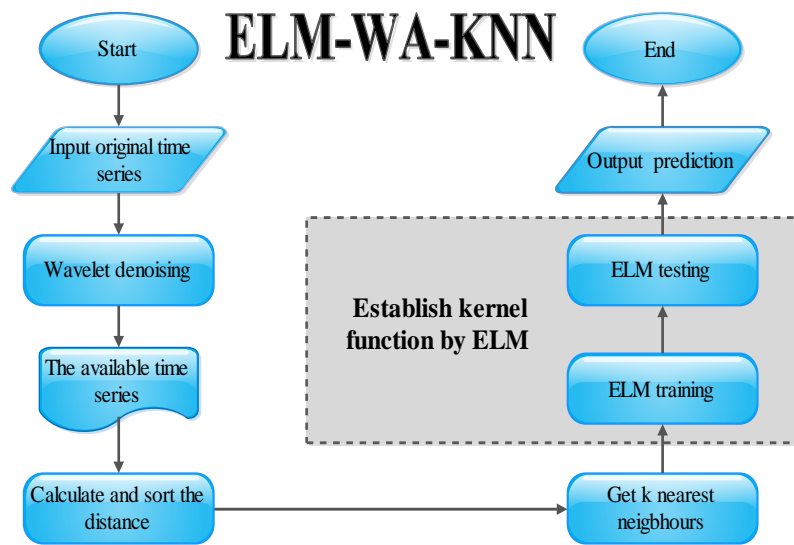 ELM-WA-KNN
Start
Input original time
series
Wavelet denoising
The available time
series
Calculate and sort the
distance
Get k nearest
neigbhours
Establish kernel
function by ELM
ELM training
ELM testing
Output prediction
End